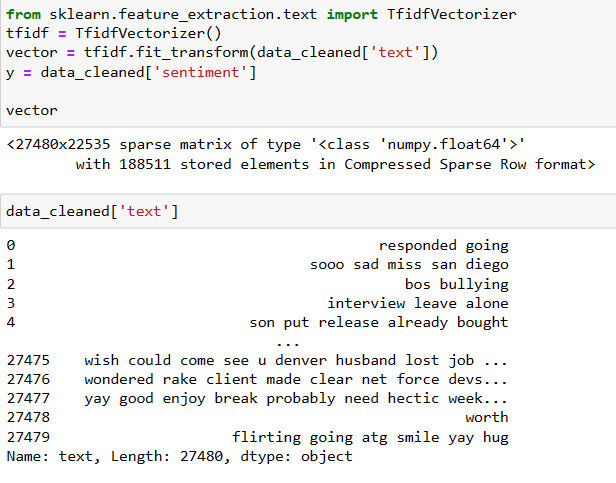 from sklearn.feature_extraction.text import TfidfVectorizer
tfidf = TfidfVectorizer()
vector = tfidf.fit_transform(data_cleaned['text'])
y = data_cleaned['sentiment']
vector
<27480x22535 sparse matrix of type '<class 'numpy.float64'>'
with 188511 stored elements in Compressed Sparse Row format>
data_cleaned['text']
0 responded going
1 sooo sad miss san diego
2 bos bullying
3 interview leave alone
4 son put release already bought
...
27475 wish could come see u denver husband lost job ...
27476 wondered rake client made clear net force devs...
27477 yay good enjoy break probably need hectic week...
27478 worth
27479 flirting going atg smile yay hug
Name: text, Length: 27480, dtype: object